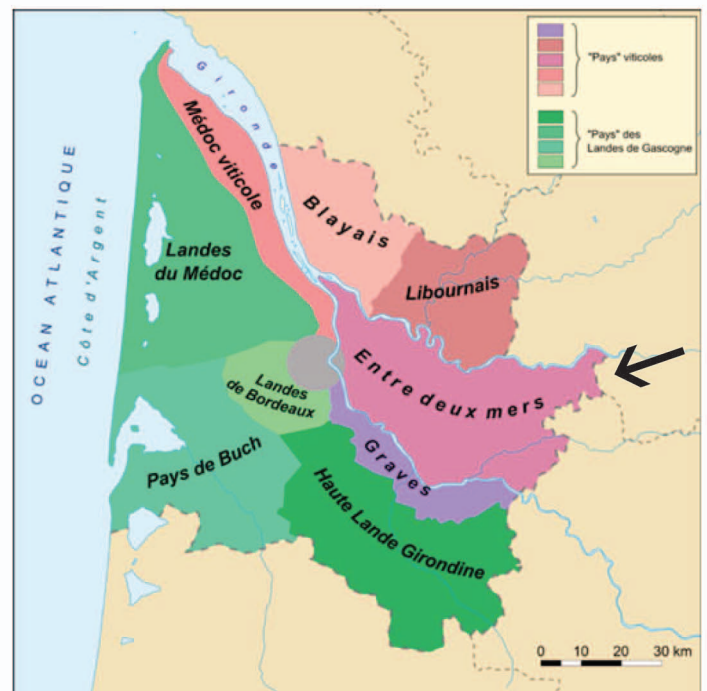 "Pays" viticoles
"Pays" des
Landes de Gascogne
Gironde
Médoc viticole
Blayais
OCEAN ATLANTIQUE
Côte d'Argent
Landes
du Médoc
Libournais
Entre deux mers
Landes
de Bordeaux
Graves
Pays de Buch
Haute Lande Girondine
0 10 20 30 km